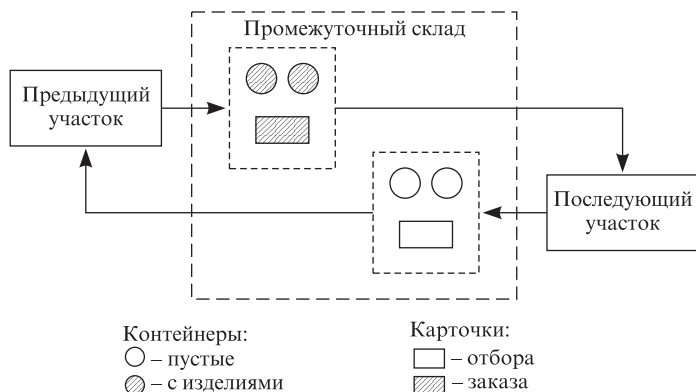 Промежуточный склад
Предыдущий
участок
Последующий
участок
Контейнеры:
– пустые
– с изделиями
Карточки:
– отбора
– заказа